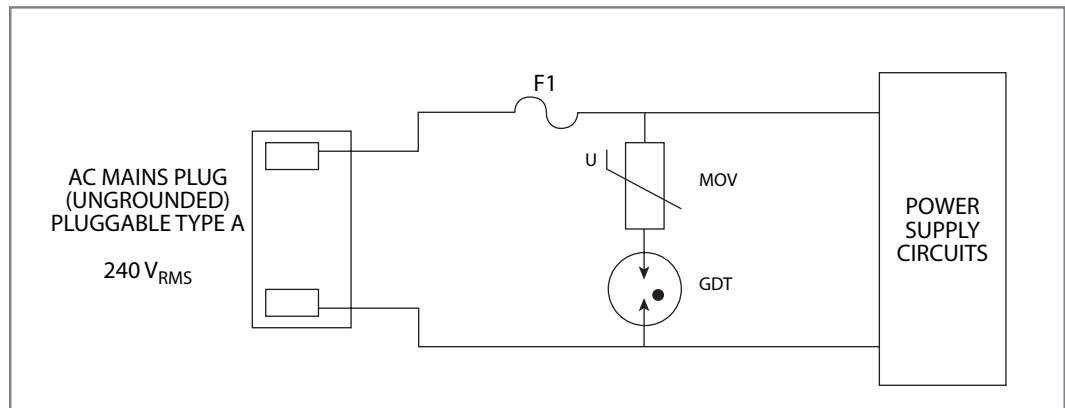 F1
AC MAINS PLUG
(UNGROUNDED)
PLUGGABLE TYPE A
240 VRMS
U
MOV
GDT
POWER
SUPPLY
CIRCUITS